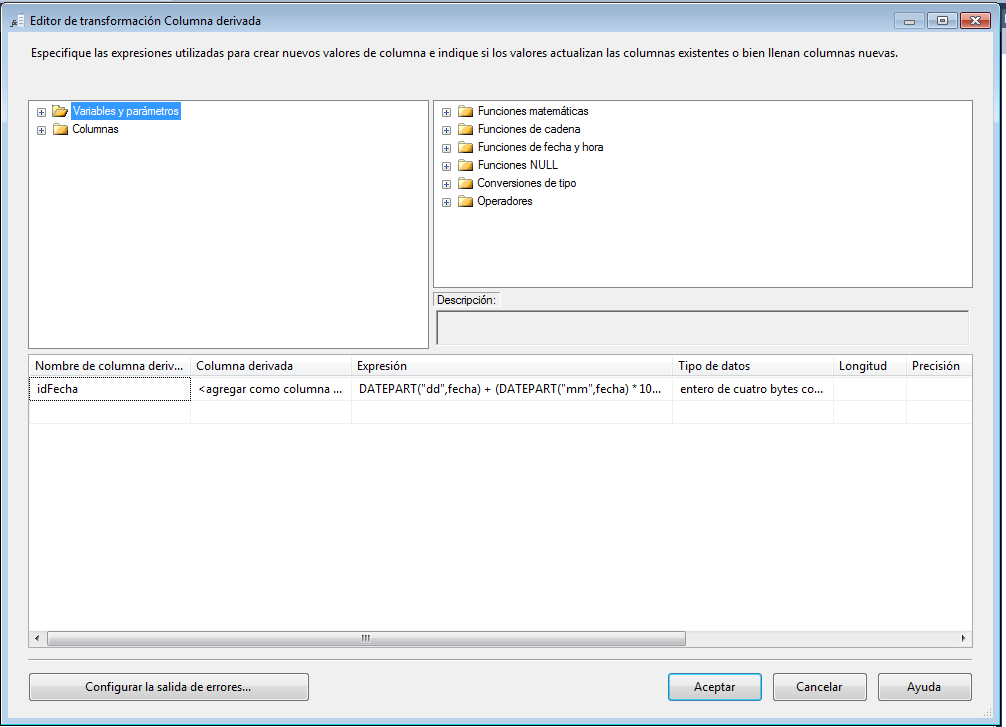 Editor de transformación Columna derivada
Especifique las expresiones utilizadas para crear nuevos valores de columna e indique si los valores actualizan las columnas existentes o bien llenan columnas nuevas.
Variables y parámetros
Columnas
Funciones matemáticas
Funciones de cadena
Funciones de fecha y hora
Funciones NULL
Conversiones de tipo
Operadores
Descripción:
Nombre de columna deriv... Columna derivada Expresión Tipo de datos Longitud Precisión
idFecha <agregar como columna ... DATEPART("dd",fecha) + (DATEPART("mm",fecha) * 10... entero de cuatro bytes co...
Configurar la salida de errores... Aceptar Cancelar Ayuda